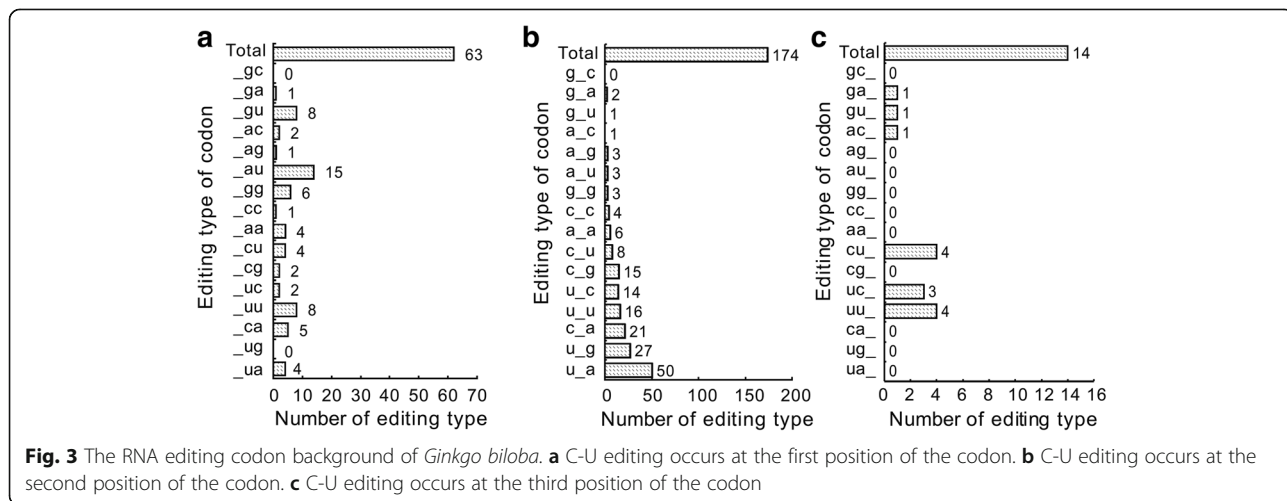 a
Total 63
_gc 0
_ga 1
_gu 8
_ac 2
_ag 1
_au 15
_gg 6
_cc 1
_aa 4
_cu 4
_cg 2
_uc 2
_uu 8
_ca 5
_ug 0
_ua 4
Editing type of codon
0 10 20 30 40 50 60 70
Number of editing type
b
Total 174
g_c 0
g_a 2
g_u 1
a_c 1
a_g 3
a_u 3
g_g 3
c_c 4
a_a 6
c_u 8
c_g 15
u_c 14
u_u 16
c_a 21
u_g 27
u_a 50
Editing type of codon
0 50 100 150 200
Number of editing type
c
Total 14
gc_ 0
ga_ 1
gu_ 1
ac_ 1
ag_ 0
au_ 0
gg_ 0
cc_ 0
aa_ 0
cu_ 4
cg_ 0
uc_ 3
uu_ 4
ca_ 0
ug_ 0
ua_ 0
Editing type of codon
0 2 4 6 8 10 12 14 16
Number of editing type
Fig. 3 The RNA editing codon background of Ginkgo biloba. a C-U editing occurs at the first position of the codon. b C-U editing occurs at the
second position of the codon. c C-U editing occurs at the third position of the codon